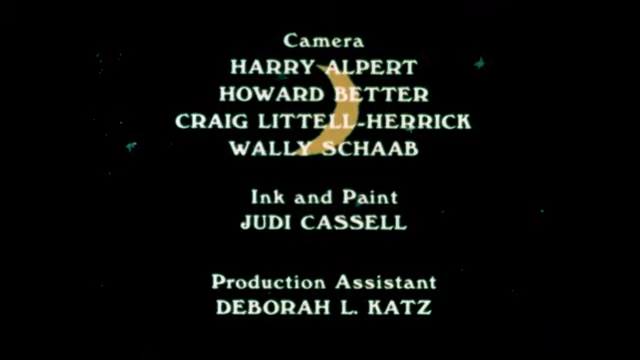 Camera
HARRY ALPERT
HOWARD BETTER
CRAIG LITTELL-HERRICK
WALLY SCHAAB
Ink and Paint
JUDI CASSELL
Production Assistant
DEBORAH L. KATZ